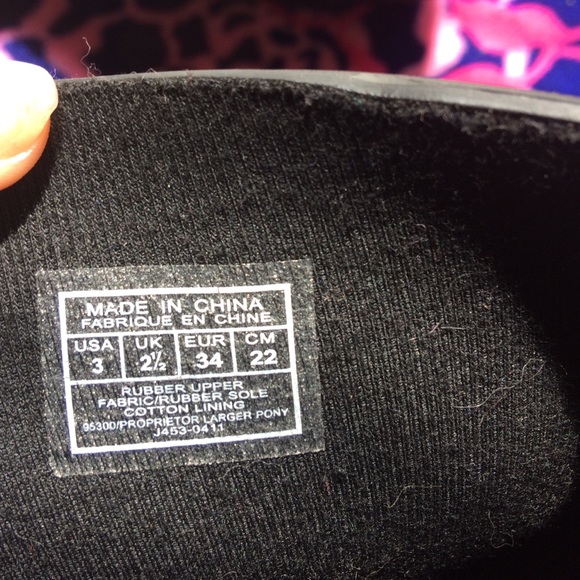 MADE IN CHINA
FABRIQUE EN CHINE
USA UK EUR CM
3 2½ 34 22
RUBBER UPPER
FABRIC/RUBBER SOLE
COTTON LINING
95300/PROPRIETOR LARGER PONY
J453-0411